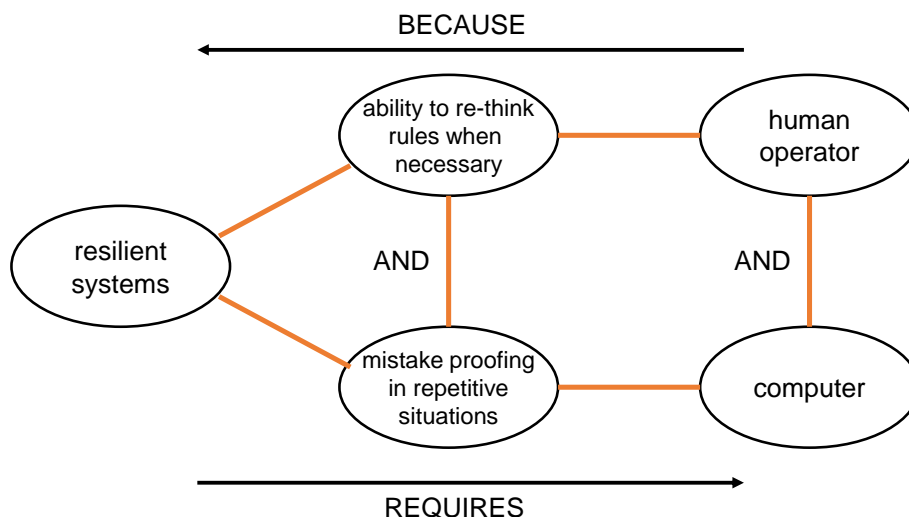 BECAUSE
ability to re-think
rules when
necessary
human
operator
resilient
systems
AND
AND
mistake proofing
in repetitive
situations
computer
REQUIRES